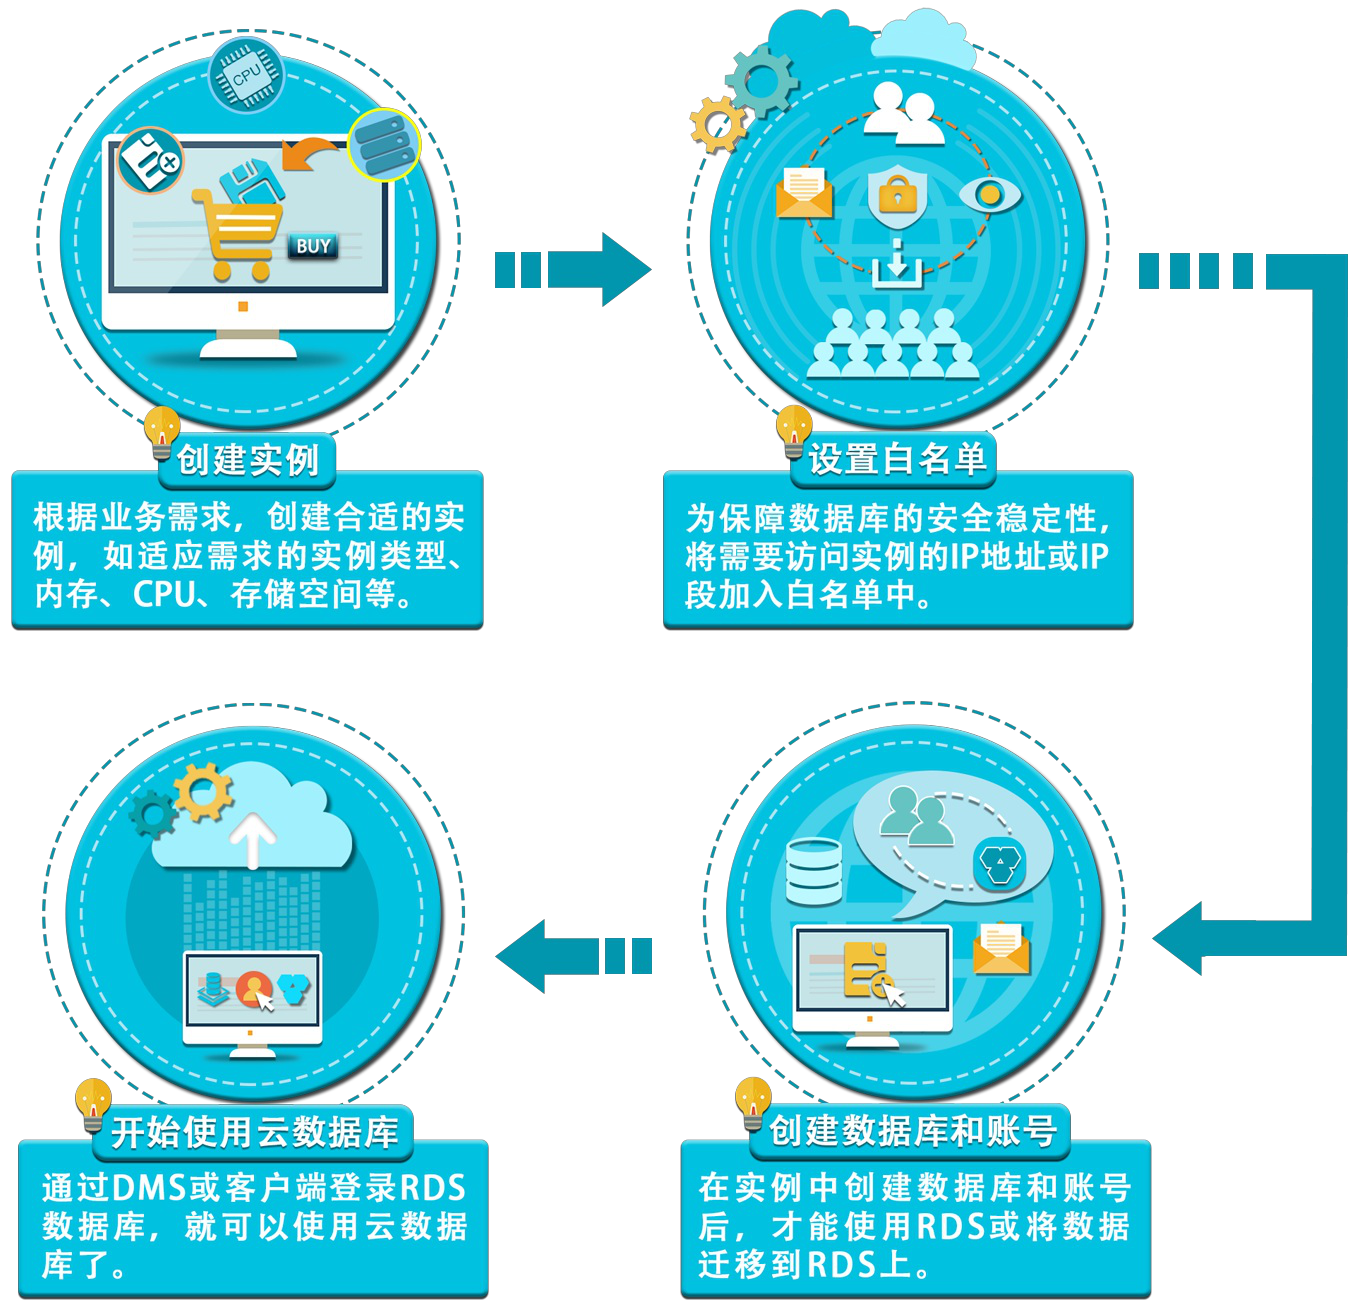 CPU
BUY
创建实例
根据业务需求，创建合适的实
例，如适应需求的实例类型、
内存、CPU、存储空间等。
设置白名单
为保障数据库的安全稳定性，
将需要访问实例的IP地址或IP
段加入白名单中。
创建数据库和账号
在实例中创建数据库和账号
后，才能使用RDS或将数据
迁移到RDS上。
开始使用云数据库
通过DMS或客户端登录RDS
数据库，就可以使用云数据
库了。